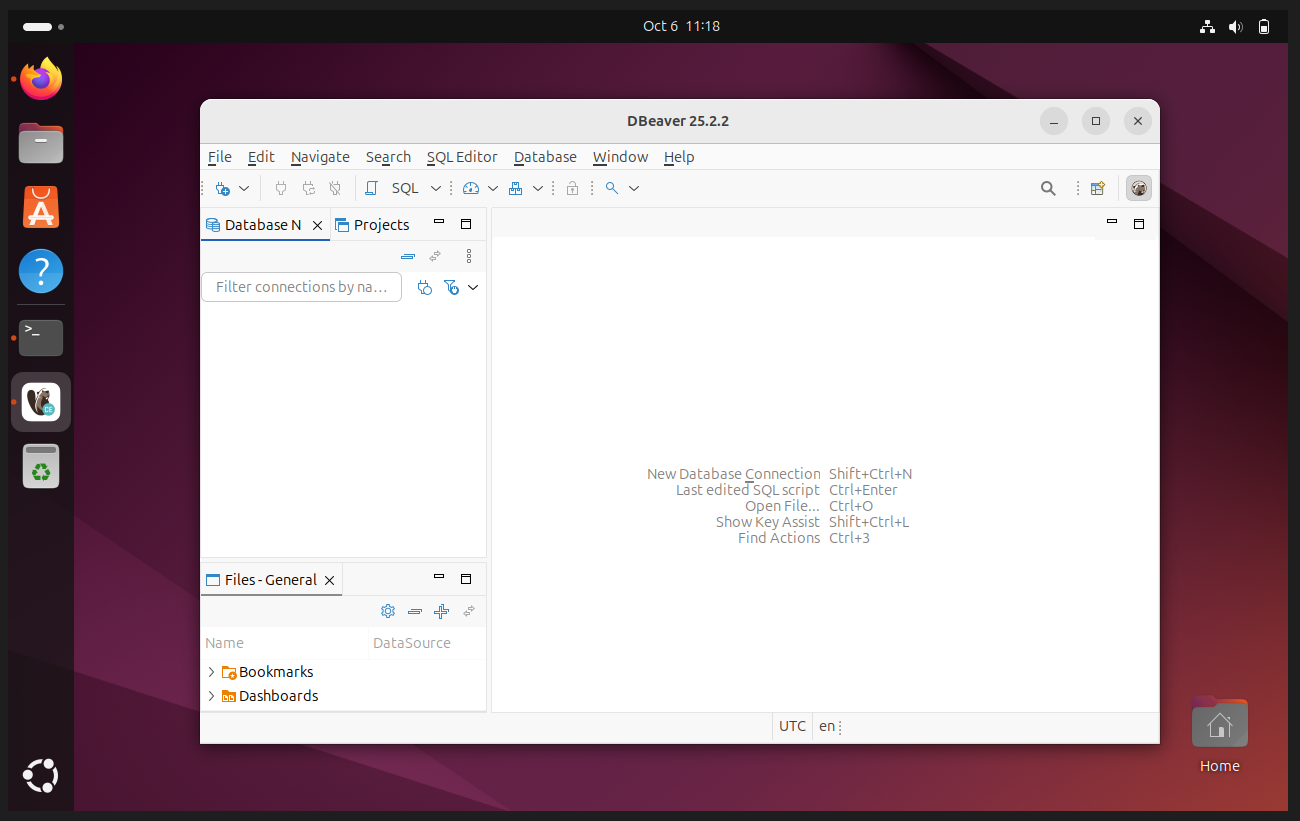 Oct 6 11:18
DBeaver 25.2.2
File Edit Navigate Search SQL Editor Database Window Help
SQL
Database N Projects
Filter connections by na...
New Database Connection Shift+Ctrl+N
Last edited SQL script Ctrl+Enter
Open File... Ctrl+O
Show Key Assist Shift+Ctrl+L
Find Actions Ctrl+3
Files - General
Name DataSource
Bookmarks
Dashboards
UTC en
Home